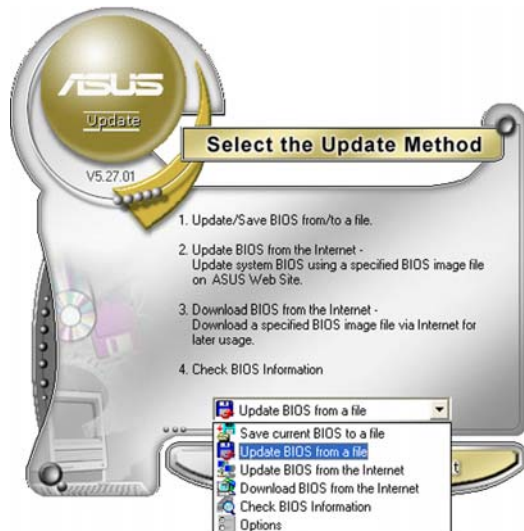 ASUS
Update
V5.27.01
Select the Update Method
1. Update/Save BIOS from/to a file.
2. Update BIOS from the Internet -
Update system BIOS using a specified BIOS image file
on ASUS Web Site.
3. Download BIOS from the Internet -
Download a specified BIOS image file via Internet for
later usage.
4. Check BIOS Information
Update BIOS from a file
Save current BIOS to a file
Update BIOS from a file
Update BIOS from the Internet
Download BIOS from the Internet
Check BIOS Information
Options